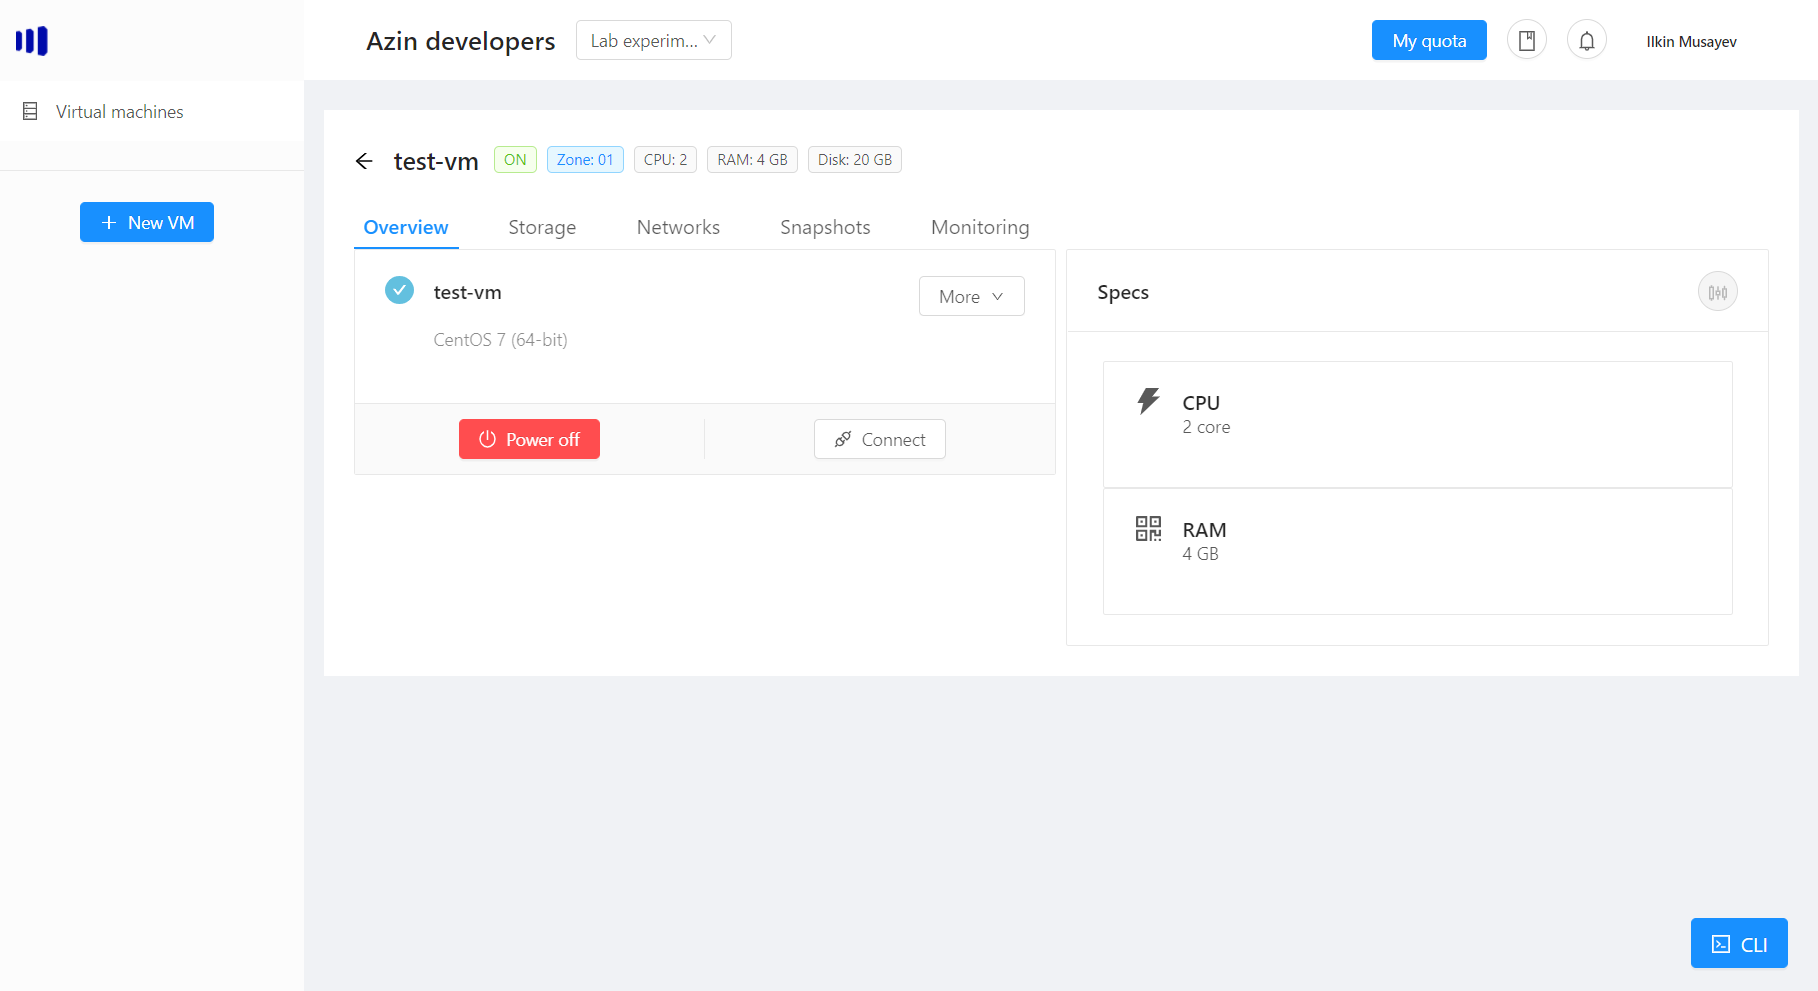 Azin developers
Lab experim...
My quota
Ilkin Musayev
Virtual machines
New VM
test-vm
ON
Zone: 01
CPU: 2
RAM: 4 GB
Disk: 20 GB
Overview
Storage
Networks
Snapshots
Monitoring
test-vm
More
CentOS 7 (64-bit)
Power off
Connect
Specs
CPU
2 core
RAM
4 GB
CLI